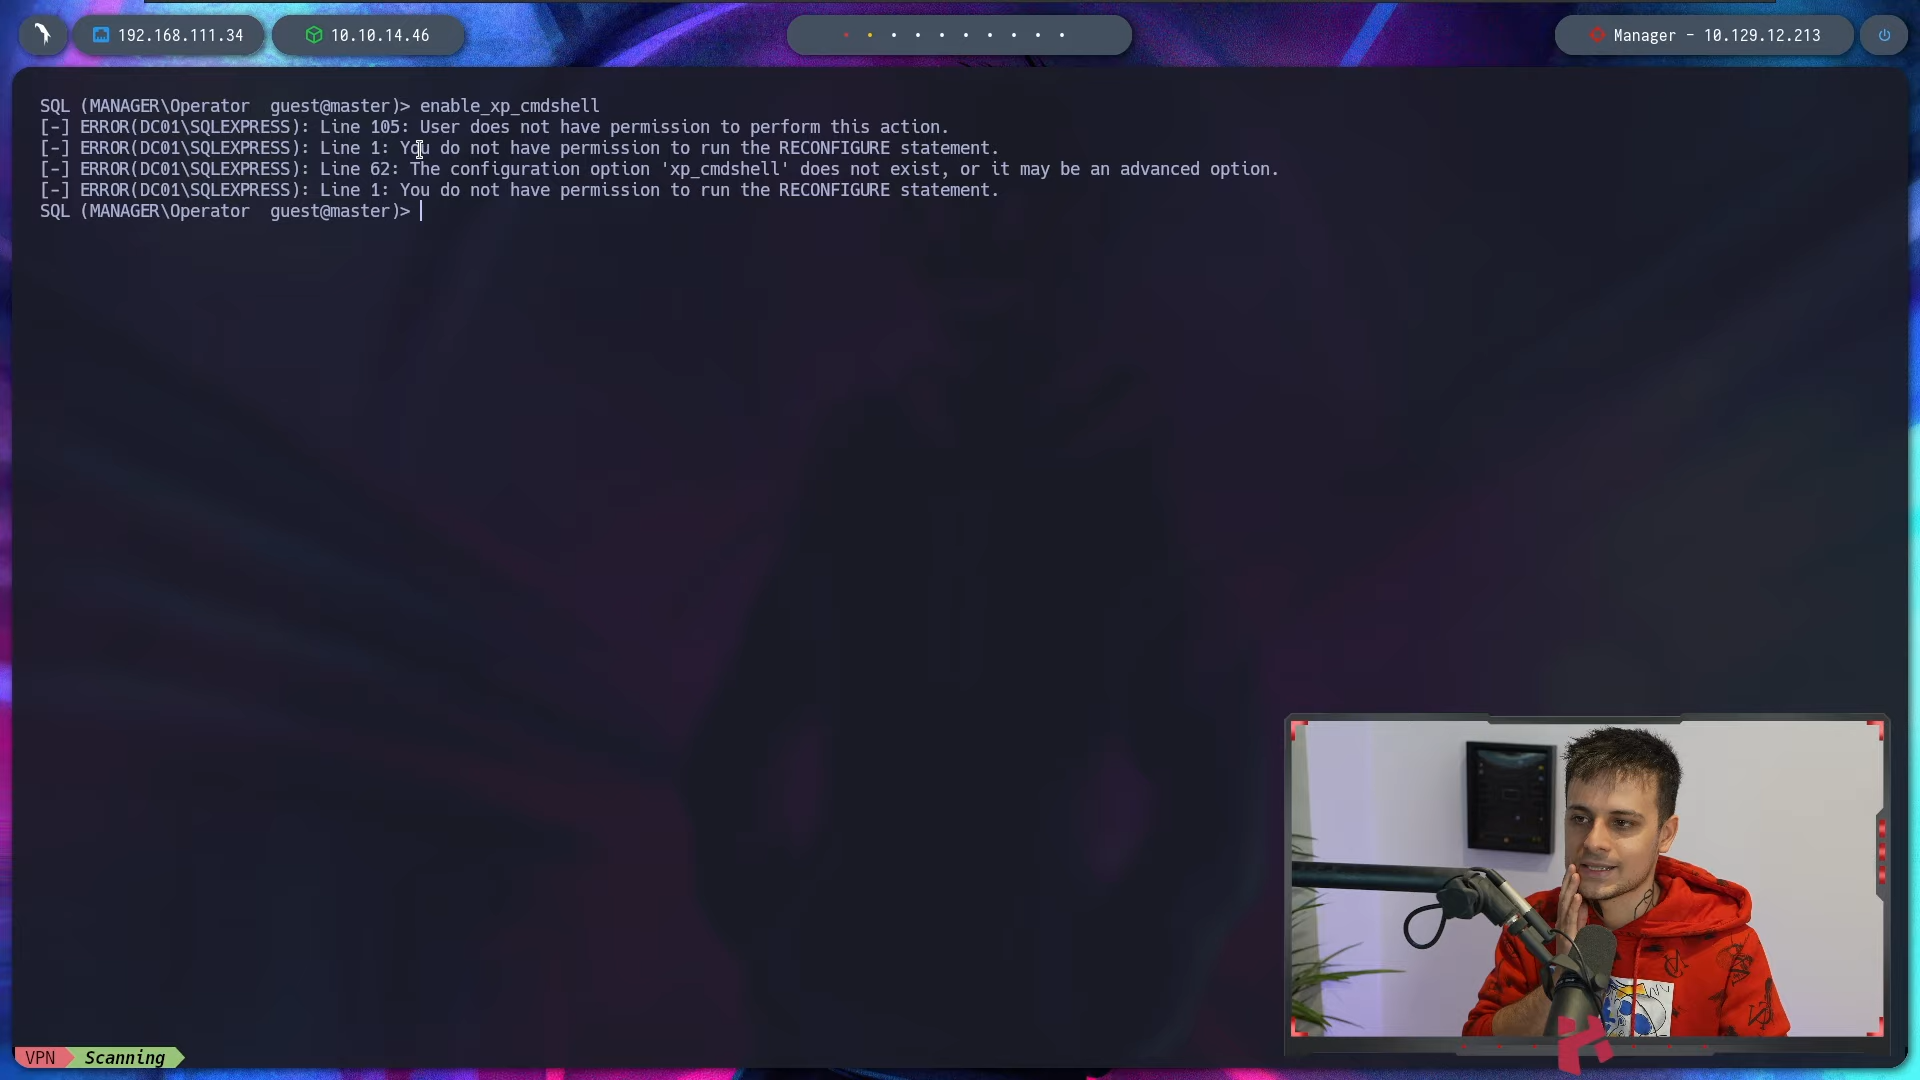 192.168.111.34
10.10.14.46
Manager - 10.129.12.213
SQL (MANAGER\Operator  guest@master)> enable_xp_cmdshell
[-] ERROR(DC01\SQLEXPRESS): Line 105: User does not have permission to perform this action.
[-] ERROR(DC01\SQLEXPRESS): Line 1: You do not have permission to run the RECONFIGURE statement.
[-] ERROR(DC01\SQLEXPRESS): Line 62: The configuration option 'xp_cmdshell' does not exist, or it may be an advanced option.
[-] ERROR(DC01\SQLEXPRESS): Line 1: You do not have permission to run the RECONFIGURE statement.
SQL (MANAGER\Operator  guest@master)>
VPN
Scanning